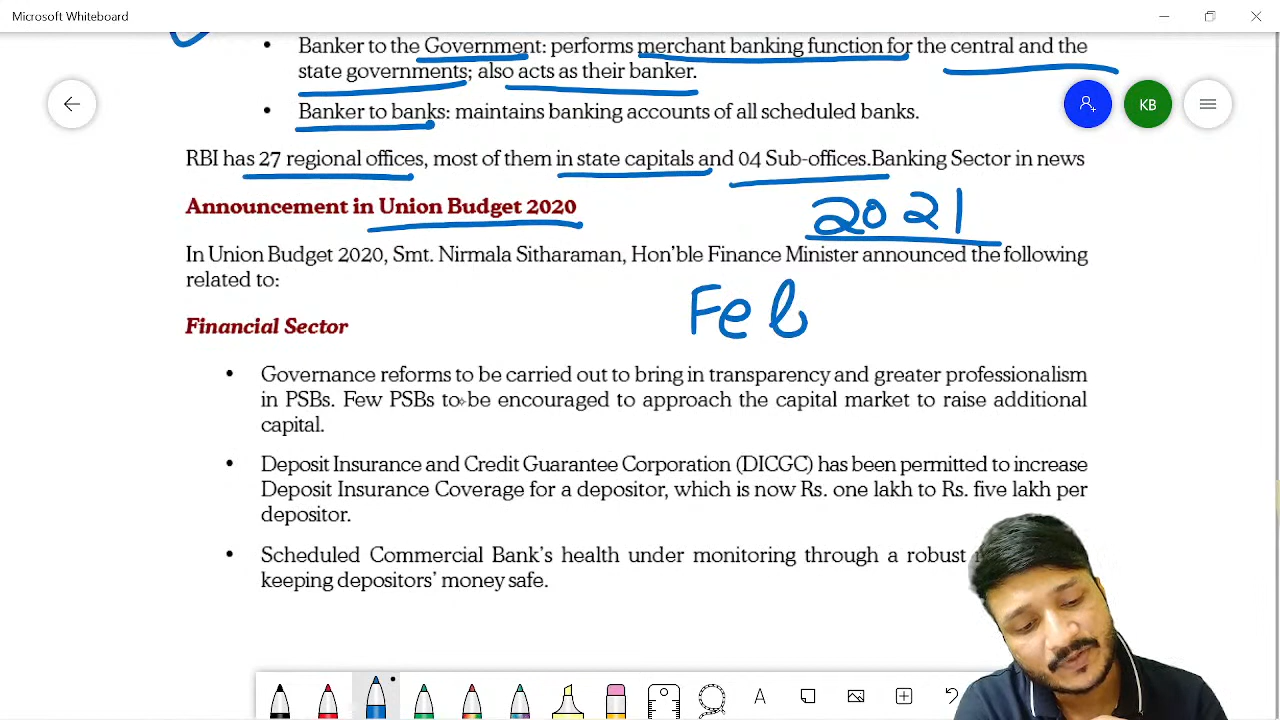 Microsoft Whiteboard
• Banker to the Government: performs merchant banking function for the central and the
state governments; also acts as their banker.
KB
• Banker to banks: maintains banking accounts of all scheduled banks.
RBI has 27 regional offices, most of them in state capitals and 04 Sub-offices.Banking Sector in news
Announcement in Union Budget 2020
2021
In Union Budget 2020, Smt. Nirmala Sitharaman, Hon'ble Finance Minister announced the following
related to:
Feb
Financial Sector
• Governance reforms to be carried out to bring in transparency and greater professionalism
in PSBs. Few PSBs to be encouraged to approach the capital market to raise additional
capital.
• Deposit Insurance and Credit Guarantee Corporation (DICGC) has been permitted to increase
Deposit Insurance Coverage for a depositor, which is now Rs. one lakh to Rs. five lakh per
depositor.
• Scheduled Commercial Bank's health under monitoring through a robust
keeping depositors' money safe.
A